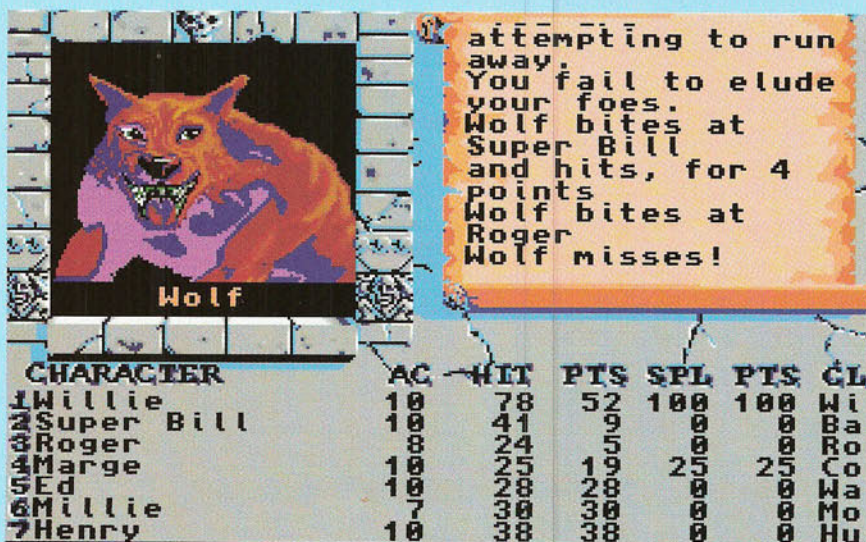 attempting to run
away.
You fail to elude
your foes.
Wolf bites at
Super Bill
and hits, for 4
points
Wolf bites at
Roger
Wolf misses!
Wolf
CHARACTER AC HIT PTS SPL PTS CL
1Willie 10 78 52 100 100 Wi
2Super Bill 10 41 9 0 0 Ba
3Roger 8 24 5 0 0 Ro
4Marge 10 25 19 25 25 Co
5Ed 10 28 28 0 0 Wa
6Millie 7 30 30 0 0 Mo
7Henry 10 38 38 0 0 Hu